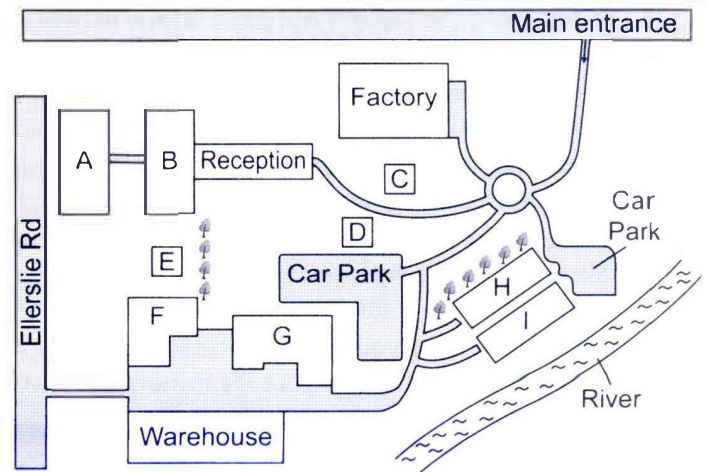 Main entrance
Factory
A
B
Reception
C
Car
Park
D
E
Car Park
H
Ellerslie Rd
F
G
I
River
Warehouse